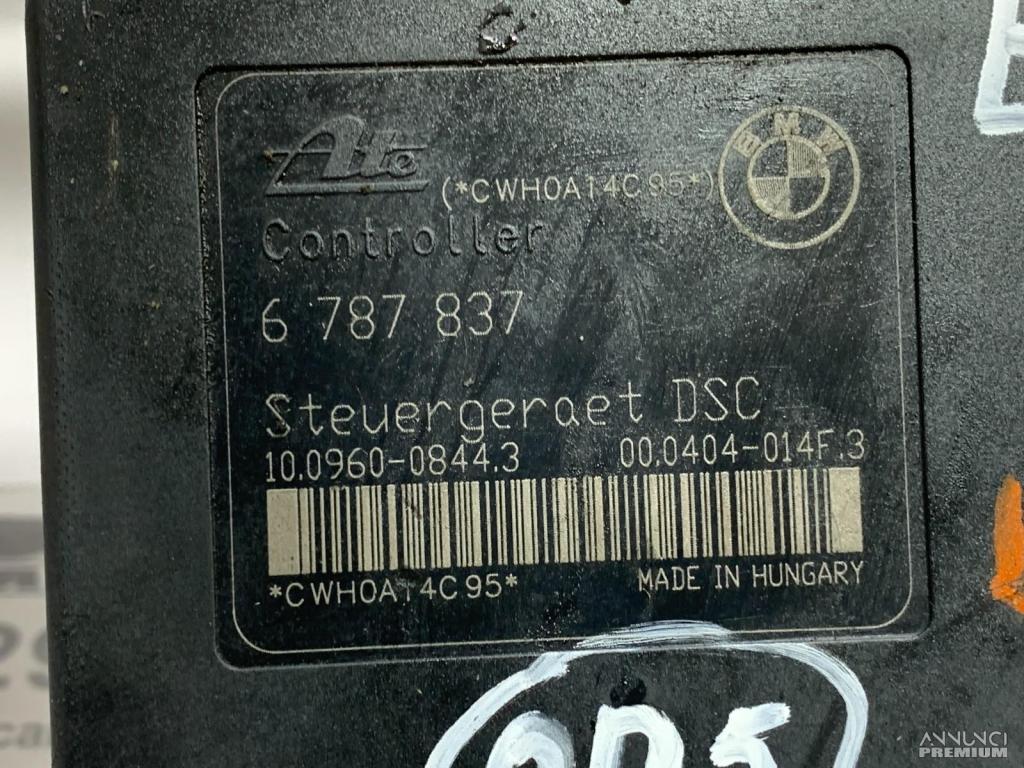 Ate
(*CWH0A14C95*)
BMW
Controller
6 787 837
Steuergeraet DSC
10.0960-0844.3 00.0404-014F.3
*CWH0A14C95*
MADE IN HUNGARY
ANNUNCI
PREMIUM